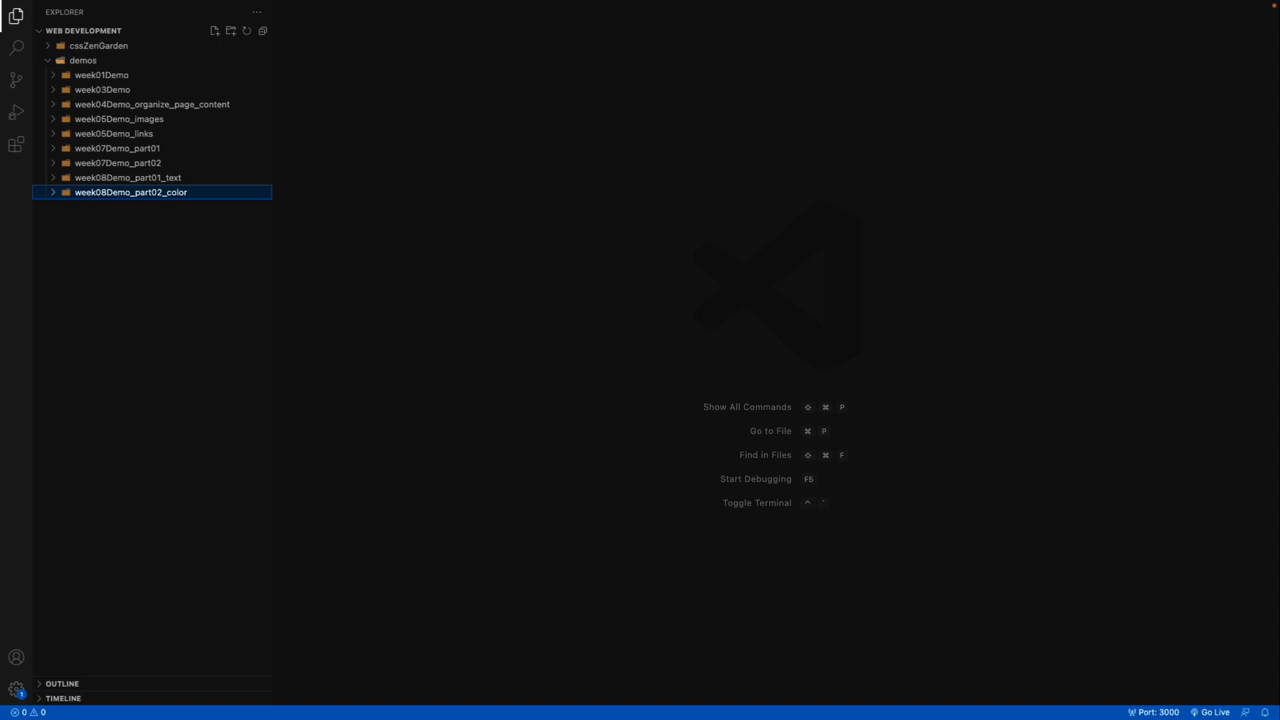 EXPLORER
WEB DEVELOPMENT
cssZenGarden
demos
week01Demo
week03Demo
week04Demo_organize_page_content
week05Demo_images
week05Demo_links
week07Demo_part01
week07Demo_part02
week08Demo_part01_text
week08Demo_part02_color
Show All Commands ⇧ ⌘ P
Go to File ⌘ P
Find in Files ⇧ ⌘ F
Start Debugging F5
Toggle Terminal ^ `
OUTLINE
TIMELINE
1
0 0
Port: 3000 Go Live